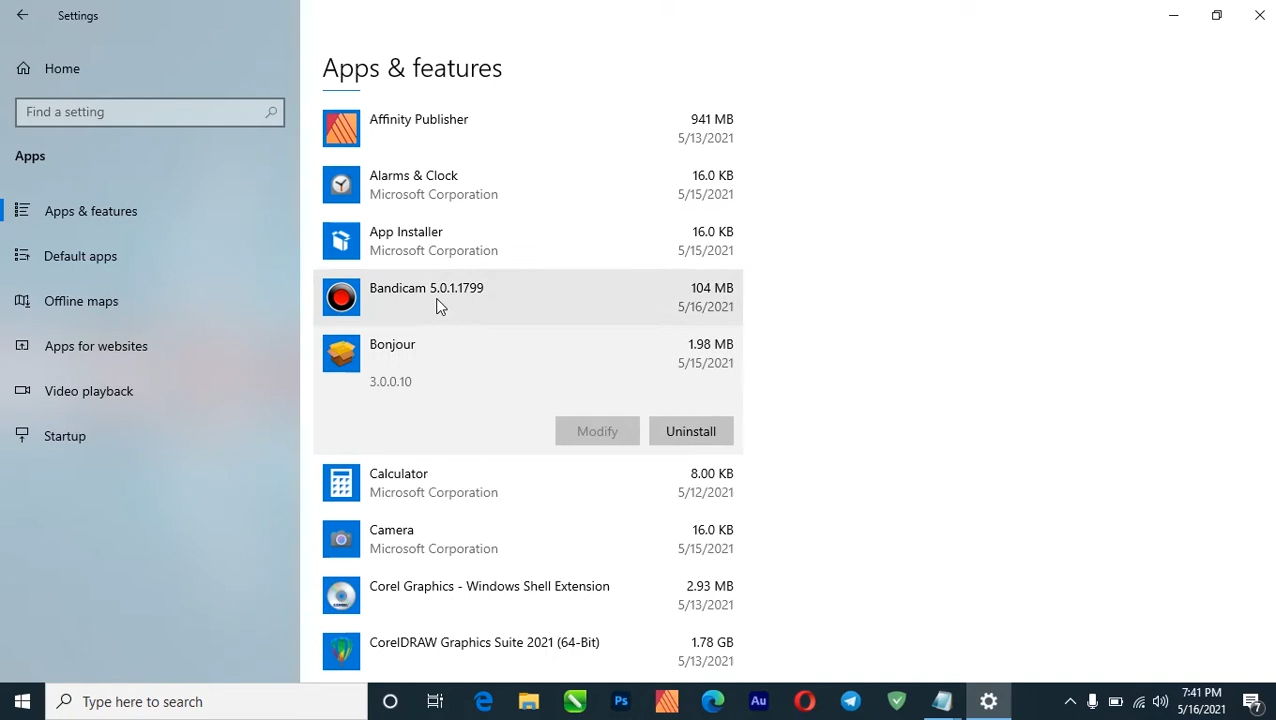 Settings
Home
Find a setting
Apps
Apps & features
Default apps
Offline maps
Apps for websites
Video playback
Startup
Apps & features
Affinity Publisher 941 MB
5/13/2021
Alarms & Clock 16.0 KB
Microsoft Corporation 5/15/2021
App Installer 16.0 KB
Microsoft Corporation 5/15/2021
Bandicam 5.0.1.1799 104 MB
5/16/2021
Bonjour 1.98 MB
5/15/2021
3.0.0.10
Modify Uninstall
Calculator 8.00 KB
Microsoft Corporation 5/12/2021
Camera 16.0 KB
Microsoft Corporation 5/15/2021
Corel Graphics - Windows Shell Extension 2.93 MB
5/13/2021
CorelDRAW Graphics Suite 2021 (64-Bit) 1.78 GB
5/13/2021
Type here to search
Ps
Au
7:41 PM
5/16/2021
7